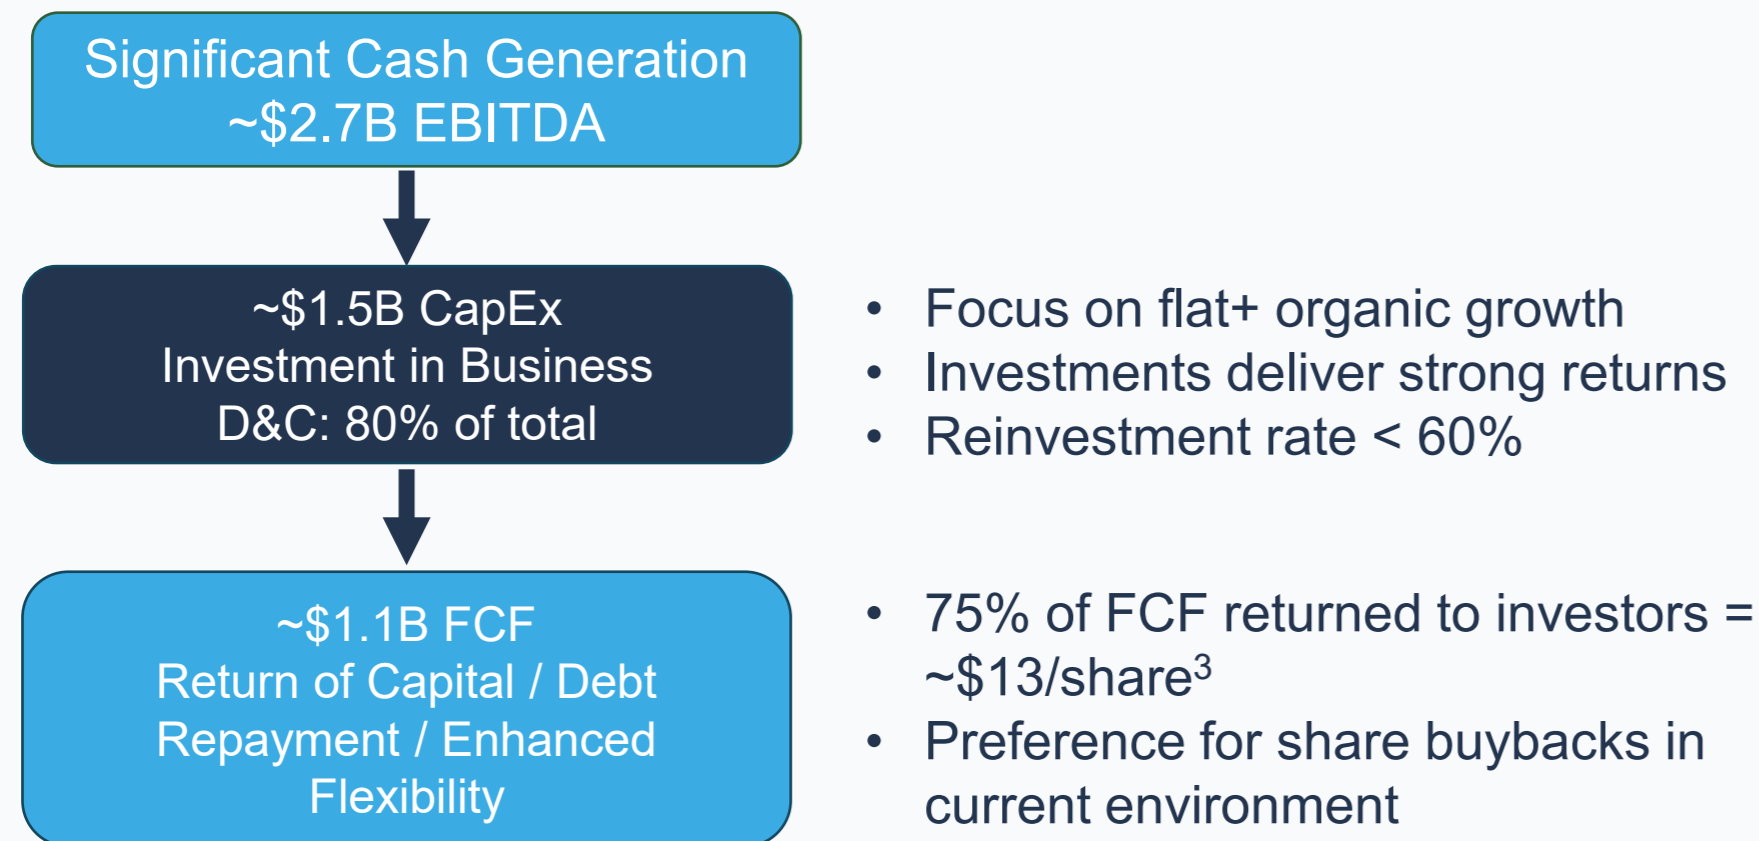 Significant Cash Generation
~$2.7B EBITDA
~$1.5B CapEx
Investment in Business
D&C: 80% of total
• Focus on flat+ organic growth
• Investments deliver strong returns
• Reinvestment rate < 60%
~$1.1B FCF
Return of Capital / Debt
Repayment / Enhanced
Flexibility
• 75% of FCF returned to investors =
~$13/share³
• Preference for share buybacks in
current environment